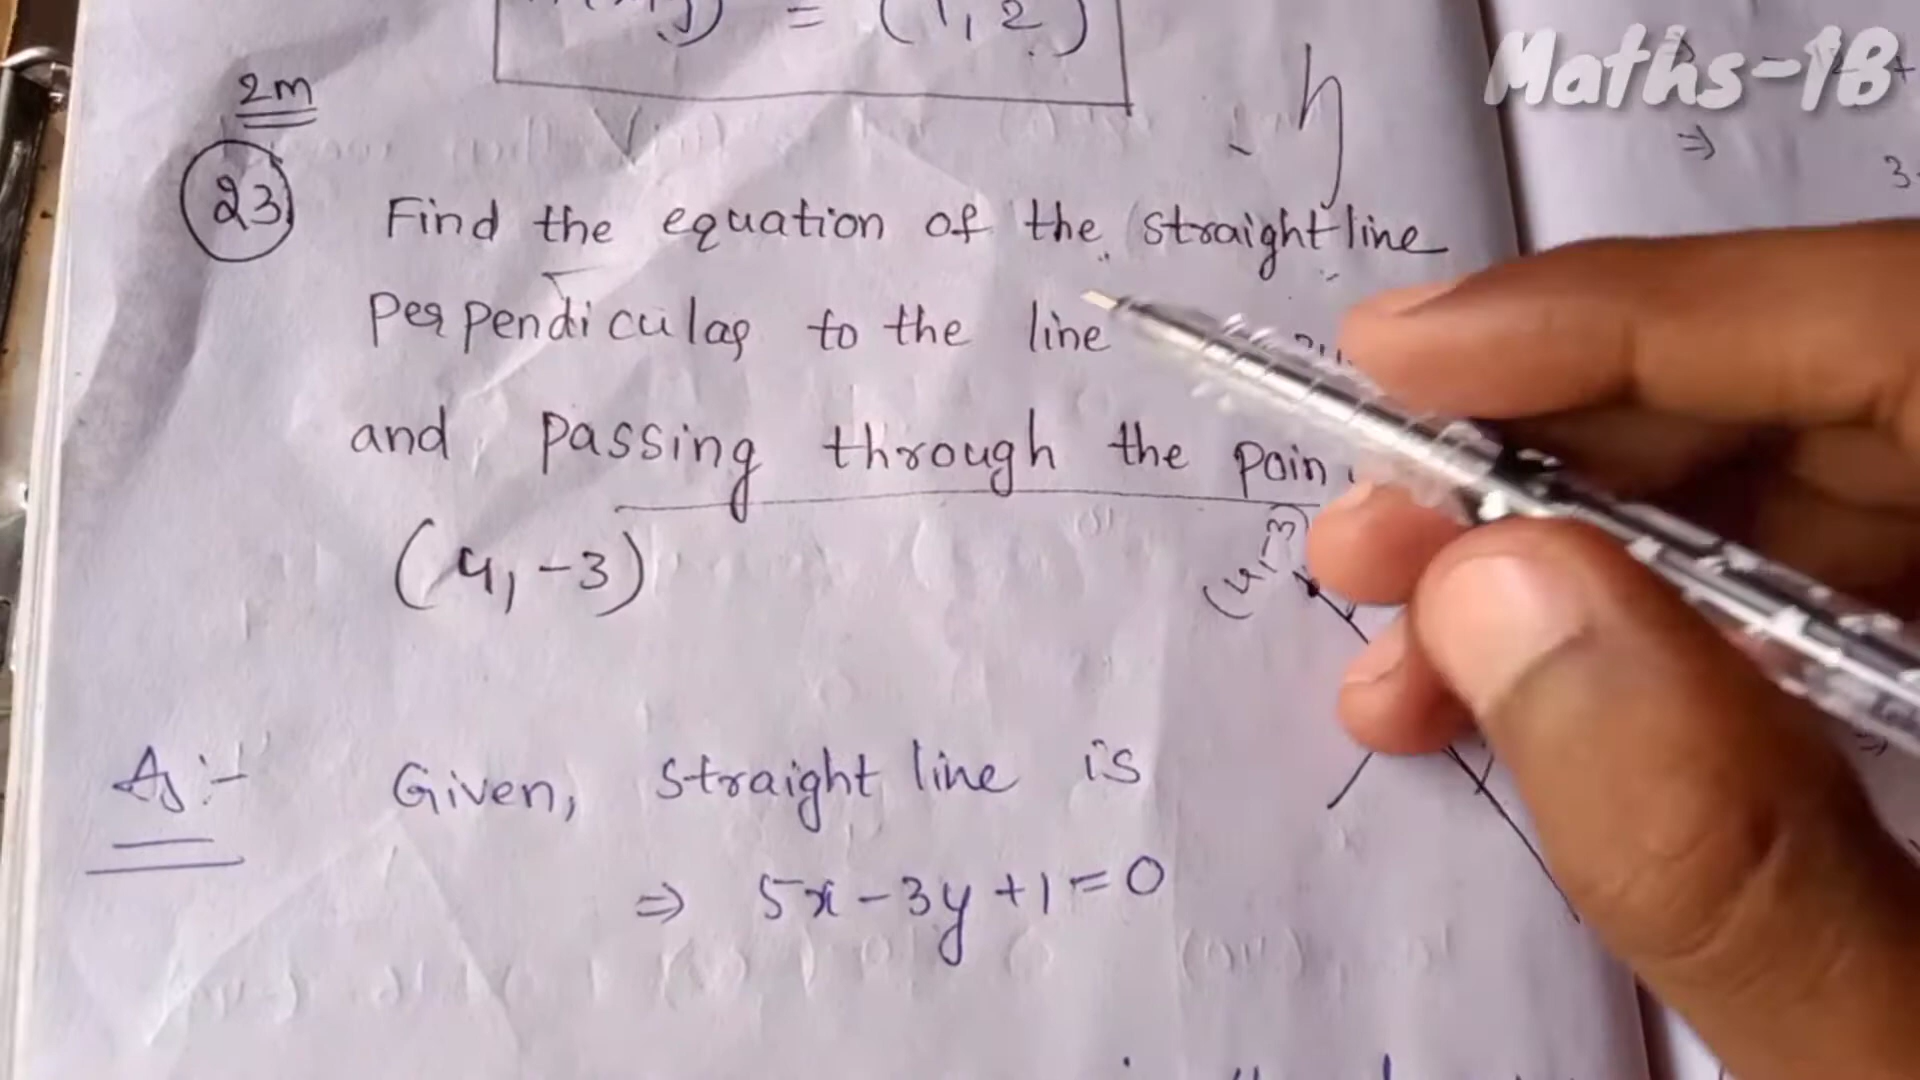 = (1, 2)
Maths-1B
2m
23 Find the equation of the straight line
perpendicular to the line
and passing through the
(4, -3)
(4,-3)
As:- Given, straight line is
⇒ 5x-3y+1=0